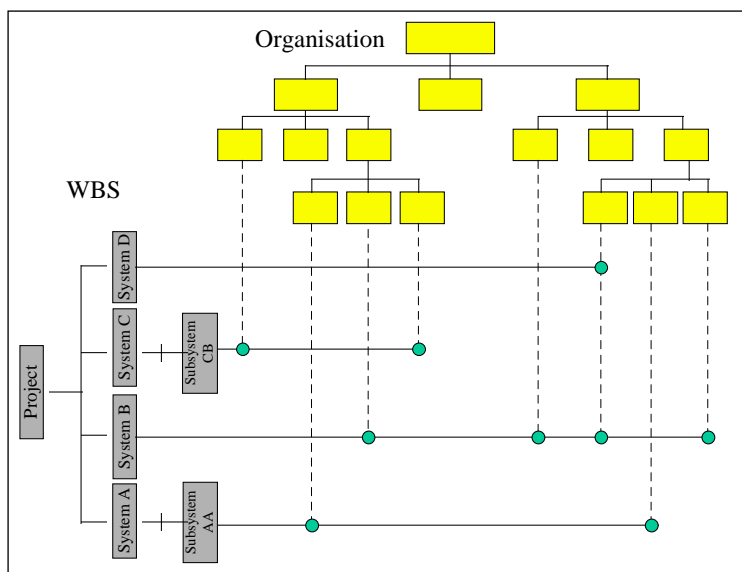 Organisation
WBS
System D
System C
Subsystem
CB
Project
System B
System A
Subsystem
AA